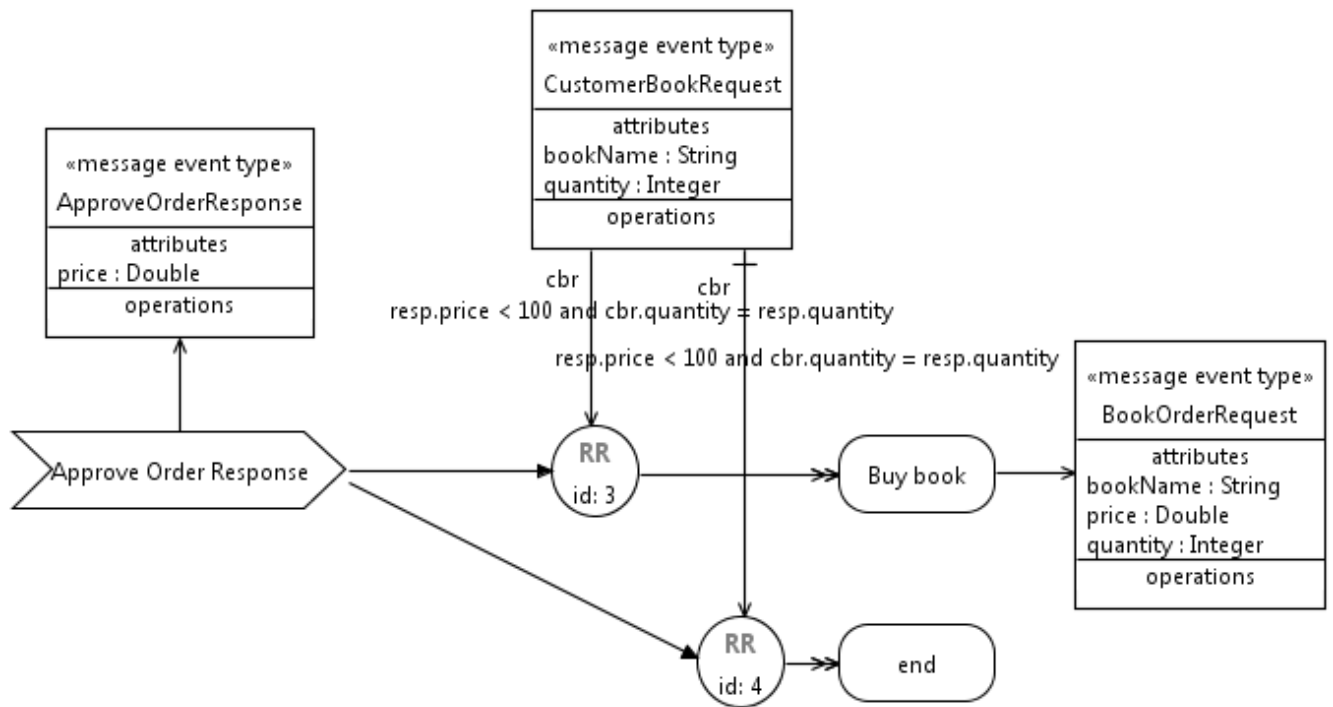 «message event type»
CustomerBookRequest
attributes
bookName : String
quantity : Integer
operations
«message event type»
ApproveOrderResponse
attributes
price : Double
operations
cbr
cbr
resp.price < 100 and cbr.quantity = resp.quantity
resp.price < 100 and cbr.quantity = resp.quantity
«message event type»
BookOrderRequest
attributes
bookName : String
price : Double
quantity : Integer
operations
Approve Order Response
RR
id: 3
Buy book
RR
id: 4
end